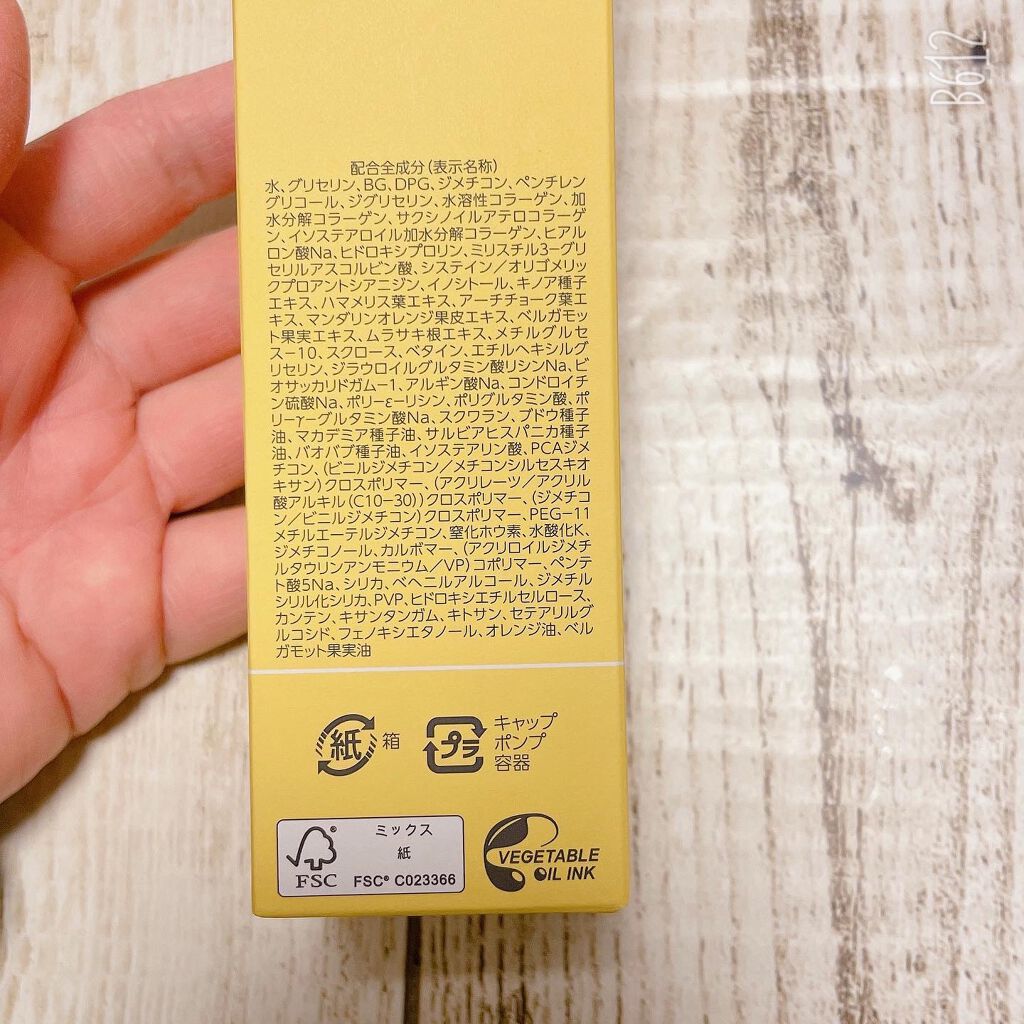 B612
配合全成分(表示名称)
水、グリセリン、BG、DPG、ジメチコン、ペンチレン
グリコール、ジグリセリン、水溶性コラーゲン、加
水分解コラーゲン、サクシノイルアテロコラーゲ
ン、イソステアロイル加水分解コラーゲン、ヒアル
ロン酸Na、ヒドロキシプロリン、ミリスチル3-グリ
セリルアスコルビン酸、システイン/オリゴメリッ
クプロアントシアニジン、イノシトール、キノア種子
エキス、ハマメリス葉エキス、アーチチョーク葉エ
キス、マンダリンオレンジ果皮エキス、ベルガモッ
ト果実エキス、ムラサキ根エキス、メチルグルセ
ス-10、スクロース、ベタイン、エチルヘキシルグ
リセリン、ジラウロイルグルタミン酸リシンNa、ビ
オサッカリドガム-1、アルギン酸Na、コンドロイチ
ン硫酸Na、ポリ-ε-リシン、ポリグルタミン酸、ポ
リ-γ-グルタミン酸Na、スクワラン、ブドウ種子
油、マカデミア種子油、サルビアヒスパニカ種子
油、バオバブ種子油、イソステアリン酸、PCAジメ
チコン、(ビニルジメチコン/メチコンシルセスキオ
キサン)クロスポリマー、(アクリレーツ/アクリル
酸アルキル(C10-30))クロスポリマー、(ジメチコ
ン/ビニルジメチコン)クロスポリマー、PEG-11
メチルエーテルジメチコン、窒化ホウ素、水酸化K、
ジメチコノール、カルボマー、(アクリロイルジメチ
ルタウリンアンモニウム/VP)コポリマー、ペンテ
ト酸5Na、シリカ、ベヘニルアルコール、ジメチル
シリル化シリカ、PVP、ヒドロキシエチルセルロース、
カンテン、キサンタンガム、キトサン、セテアリルグ
ルコシド、フェノキシエタノール、オレンジ油、ベル
ガモット果実油
紙 箱
プラ キャップ
ポンプ
容器
FSC
ミックス
紙
FSC® C023366
VEGETABLE
OIL INK